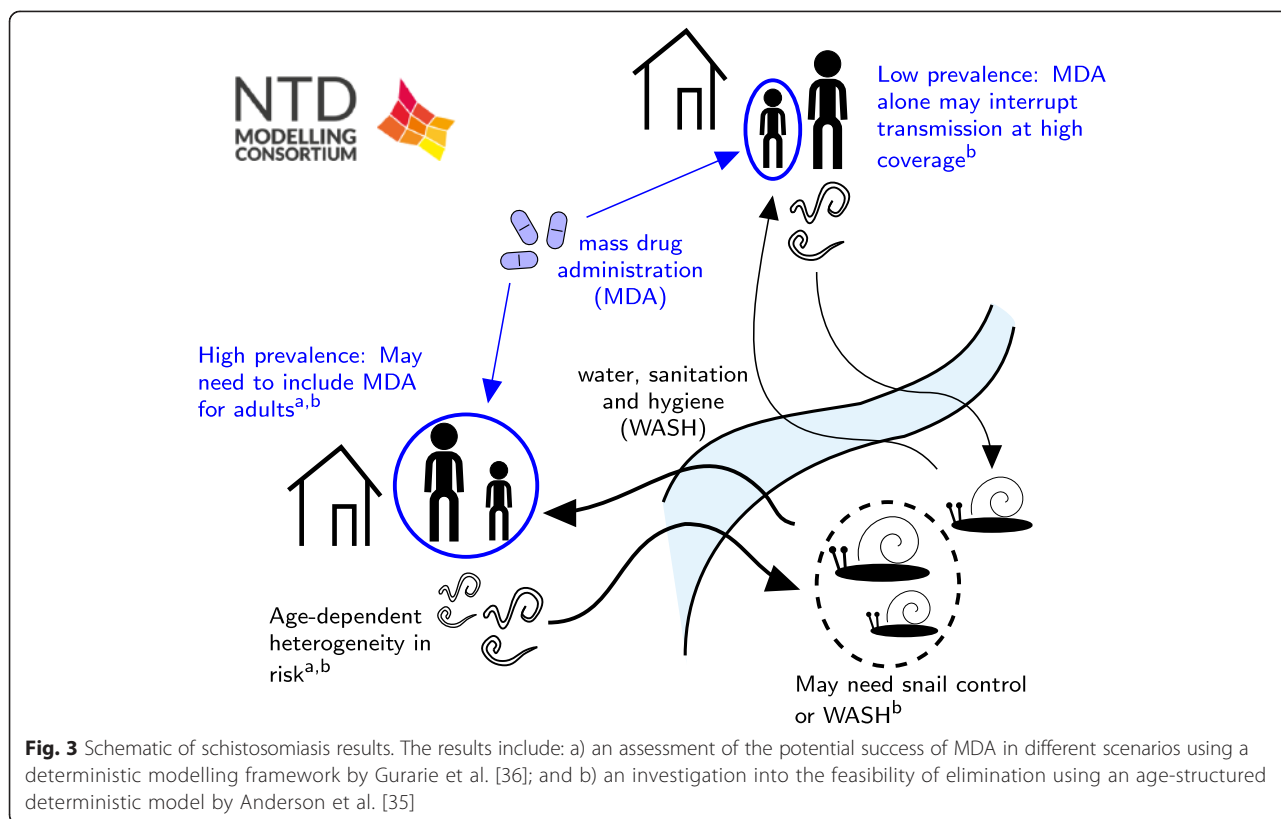 NTD
MODELLING
CONSORTIUM
Low prevalence: MDA
alone may interrupt
transmission at high
coverage^b
mass drug
administration
(MDA)
High prevalence: May
need to include MDA
for adults^a,b
water, sanitation
and hygiene
(WASH)
Age-dependent
heterogeneity in
risk^a,b
May need snail control
or WASH^b
Fig. 3 Schematic of schistosomiasis results. The results include: a) an assessment of the potential success of MDA in different scenarios using a
deterministic modelling framework by Gurarie et al. [36]; and b) an investigation into the feasibility of elimination using an age-structured
deterministic model by Anderson et al. [35]